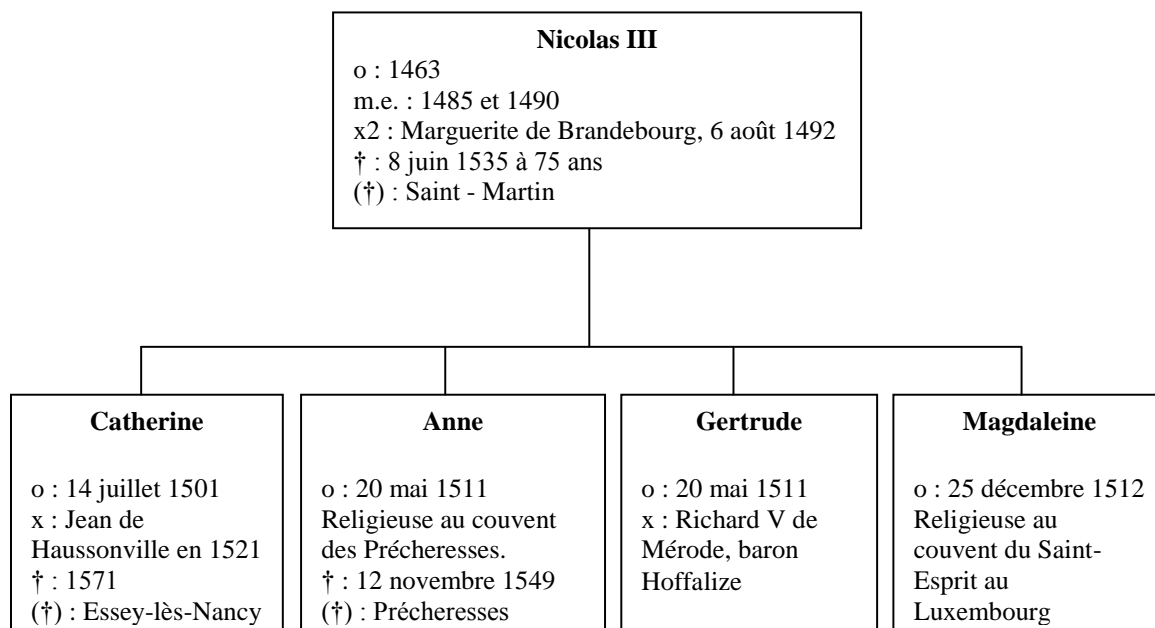 Nicolas III
o : 1463
m.e. : 1485 et 1490
x2 : Marguerite de Brandebourg, 6 août 1492
† : 8 juin 1535 à 75 ans
(†) : Saint - Martin
Catherine
o : 14 juillet 1501
x : Jean de
Haussonville en 1521
† : 1571
(†) : Essey-lès-Nancy
Anne
o : 20 mai 1511
Religieuse au couvent
des Précheresses.
† : 12 novembre 1549
(†) : Précheresses
Gertrude
o : 20 mai 1511
x : Richard V de
Mérode, baron
Hoffalize
Magdaleine
o : 25 décembre 1512
Religieuse au
couvent du Saint-
Esprit au
Luxembourg